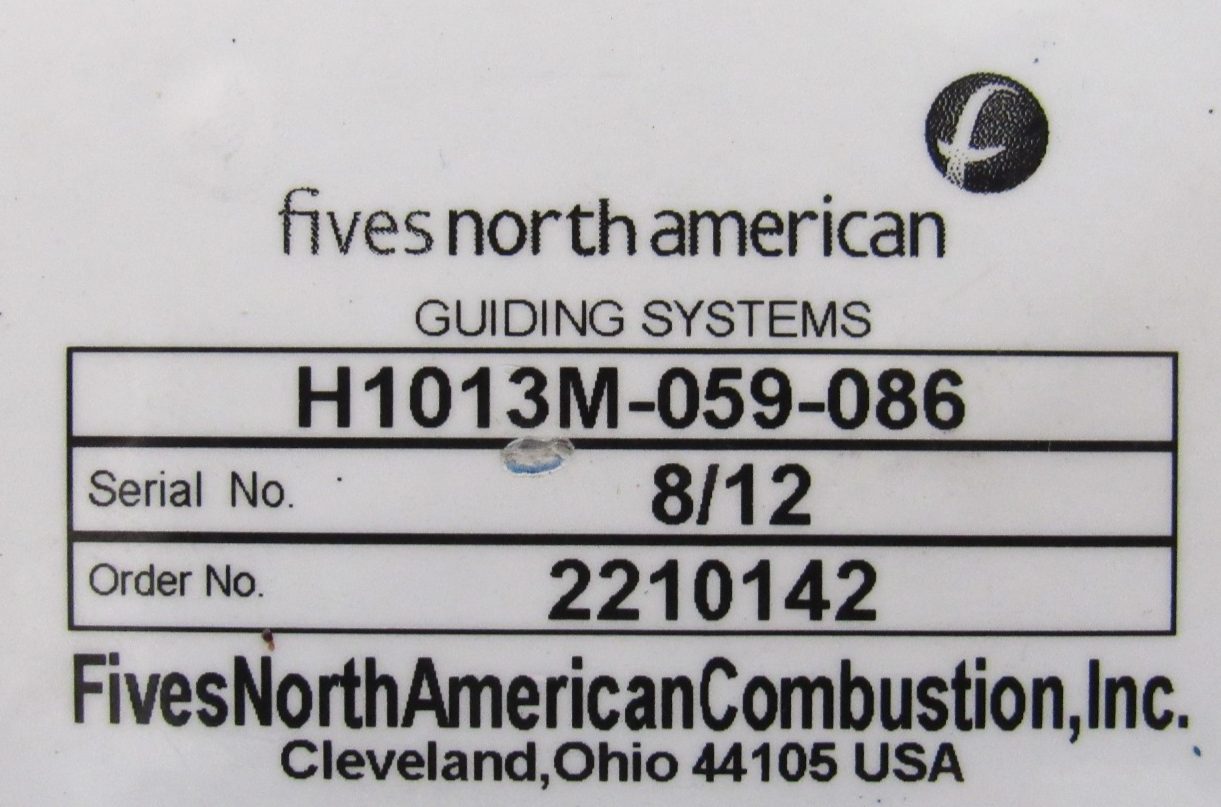 fives north american
GUIDING SYSTEMS
H1013M-059-086
Serial No. 8/12
Order No. 2210142
FivesNorthAmericanCombustion,Inc.
Cleveland,Ohio 44105 USA